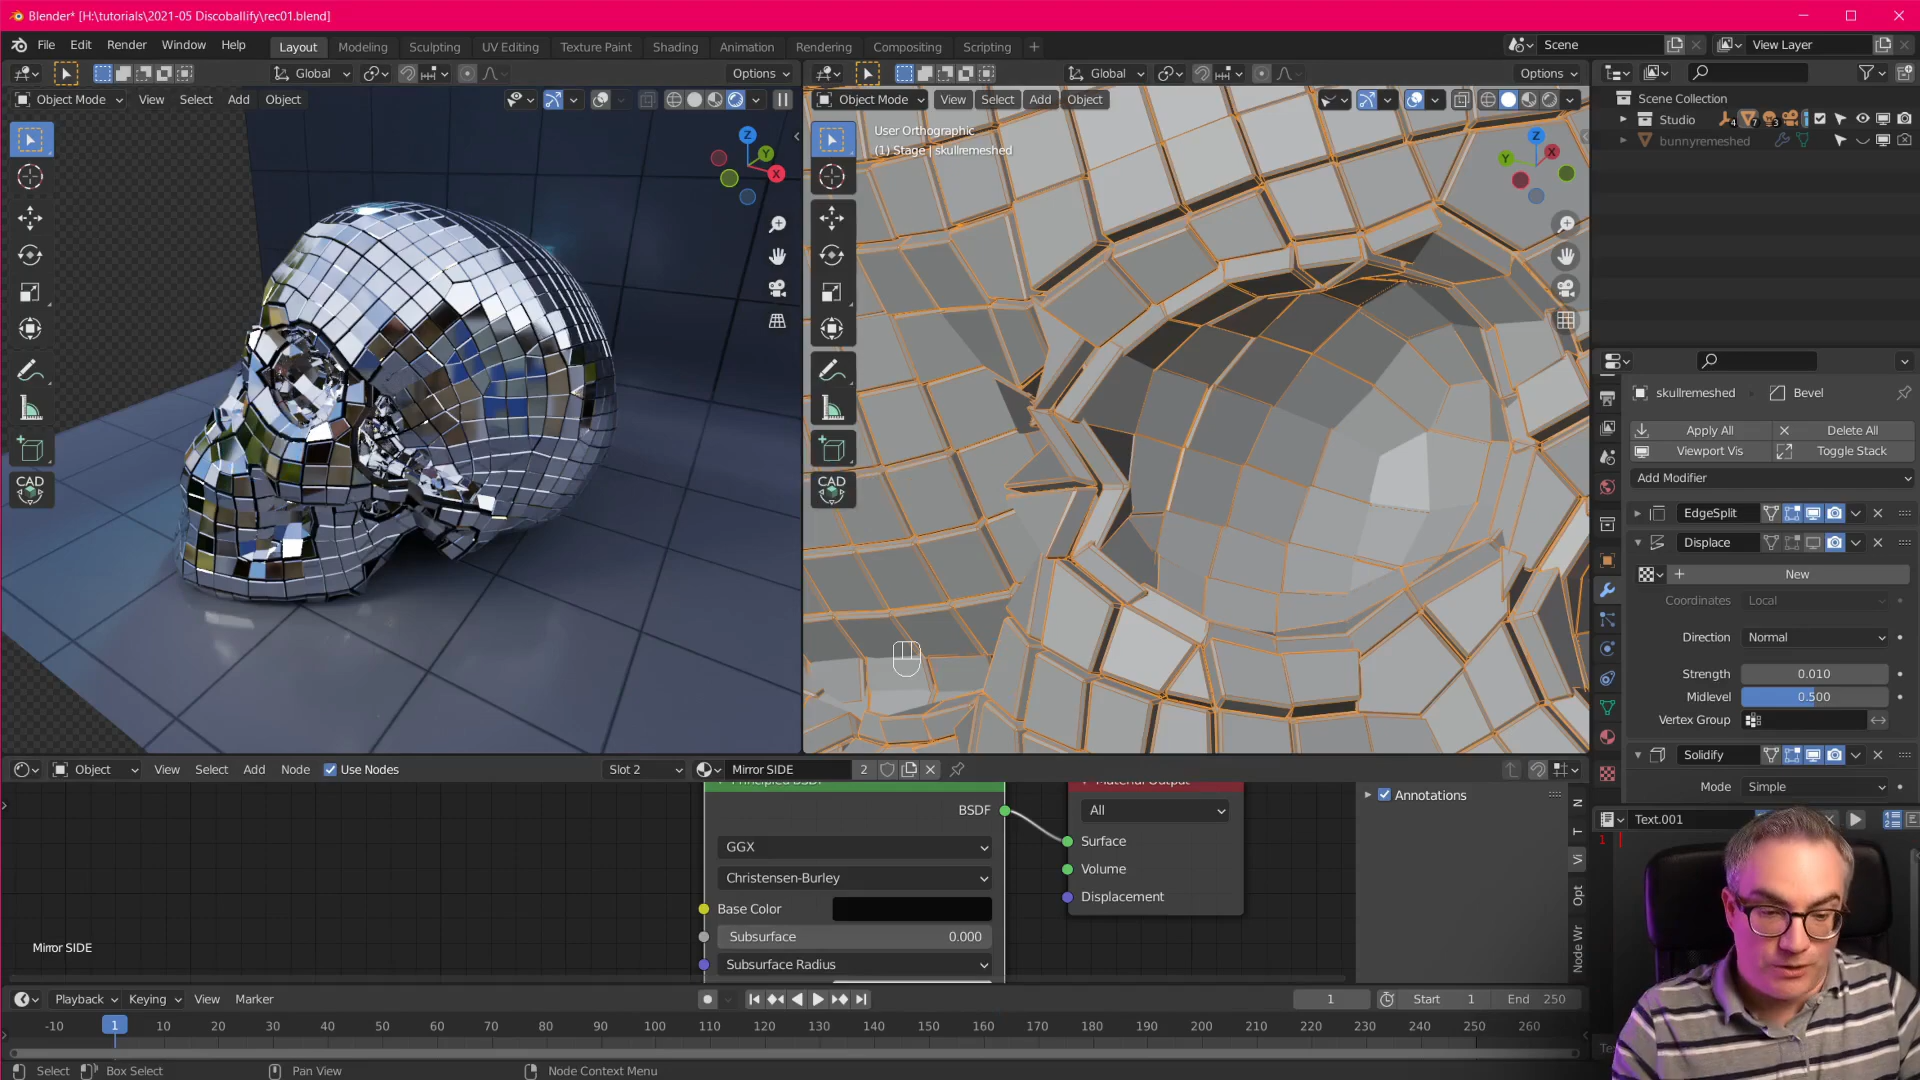 Blender* [H:\tutorials\2021-05 Discoballify\rec01.blend]
File Edit Render Window Help Layout Modeling Sculpting UV Editing Texture Paint Shading Animation Rendering Compositing Scripting + Scene View Layer
Global Options Global Options
Object Mode View Select Add Object Object Mode View Select Add Object
Scene Collection
Studio 4 7 3
bunnyremeshed
User Orthographic
(1) Stage | skullremeshed
Z Y X
Z Y X
CAD
CAD
skullremeshed Bevel
Apply All Delete All
Viewport Vis Toggle Stack
Add Modifier
EdgeSplit
Displace
New
Coordinates Local
Direction Normal
Strength 0.010
Midlevel 0.500
Vertex Group
Solidify
Mode Simple
Object View Select Add Node Use Nodes Slot 2 Mirror SIDE 2
BSDF
GGX
Christensen-Burley
Base Color
Subsurface 0.000
Subsurface Radius
All
Surface
Volume
Displacement
Annotations
N
T
Vi
Opt
Node Wr
Text.001
1
Mirror SIDE
Playback Keying View Marker 1 Start 1 End 250
-10 1 10 20 30 40 50 60 70 80 90 100 110 120 130 140 150 160 170 180 190 200 210 220 230 240 250 260
Select Box Select Pan View Node Context Menu